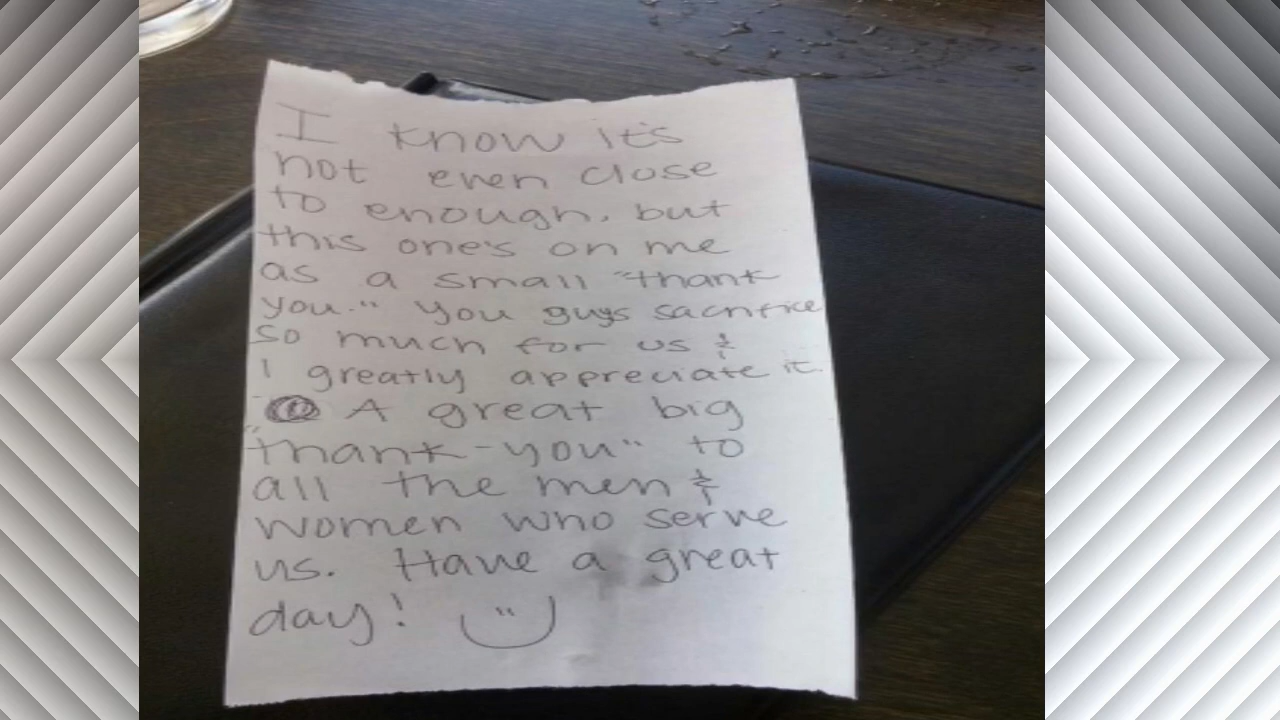 I know it's
not even close
to enough, but
this one's on me
as a small "thank
you." You guys sacrifice
so much for us &
I greatly appreciate it.
A great big
"thank-you" to
all the men &
women who serve
us. Have a great
day!